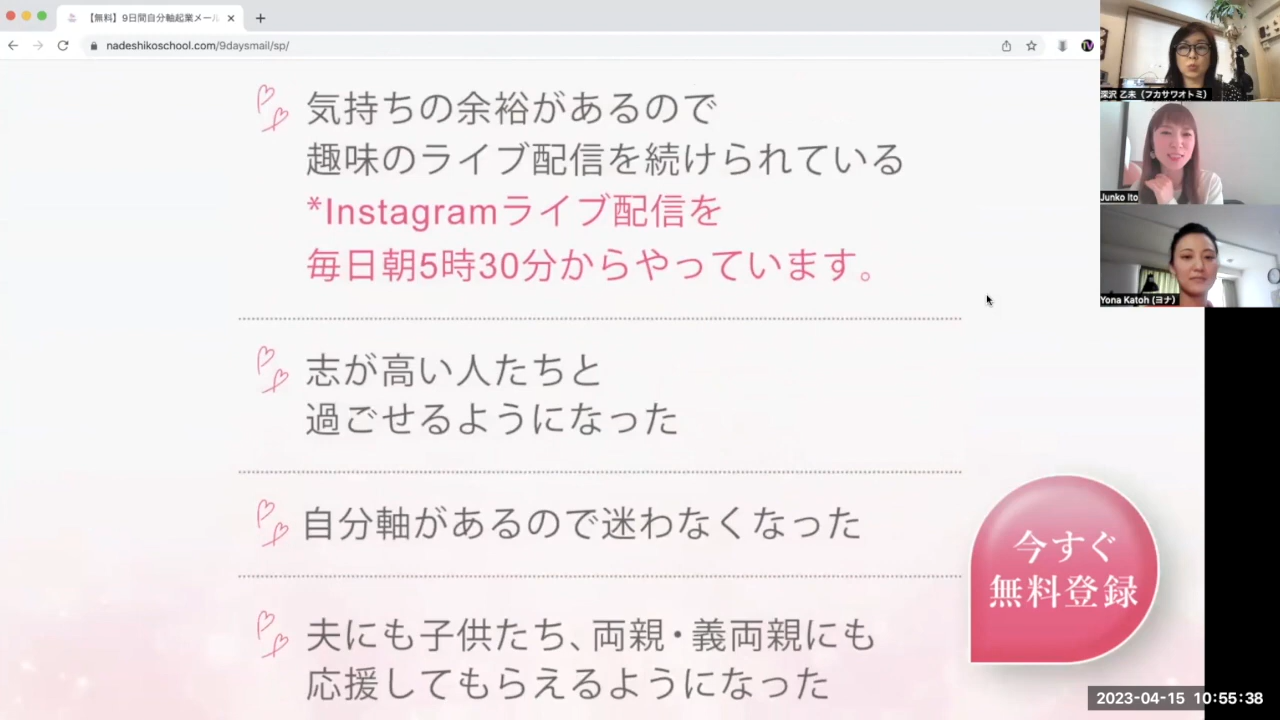 【無料】9日間自分軸起業メール
nadeshikoschool.com/9daysmail/sp/
気持ちの余裕があるので
趣味のライブ配信を続けられている
*Instagramライブ配信を
毎日朝5時30分からやっています。
志が高い人たちと
過ごせるようになった
自分軸があるので迷わなくなった
夫にも子供たち、両親・義両親にも
応援してもらえるようになった
今すぐ
無料登録
深沢 乙未（フカサワオトミ）
Junko Ito
Yona Katoh (ヨナ)
2023-04-15 10:55:38